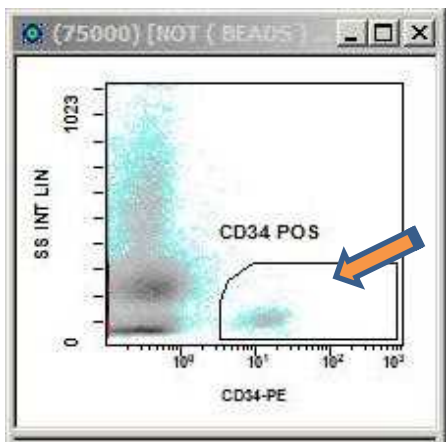 (75000) [NOT ( BEADS ) ...
1023
SS INT LIN
CD34 POS
0
10⁰ 10¹ 10² 10³
CD34-PE